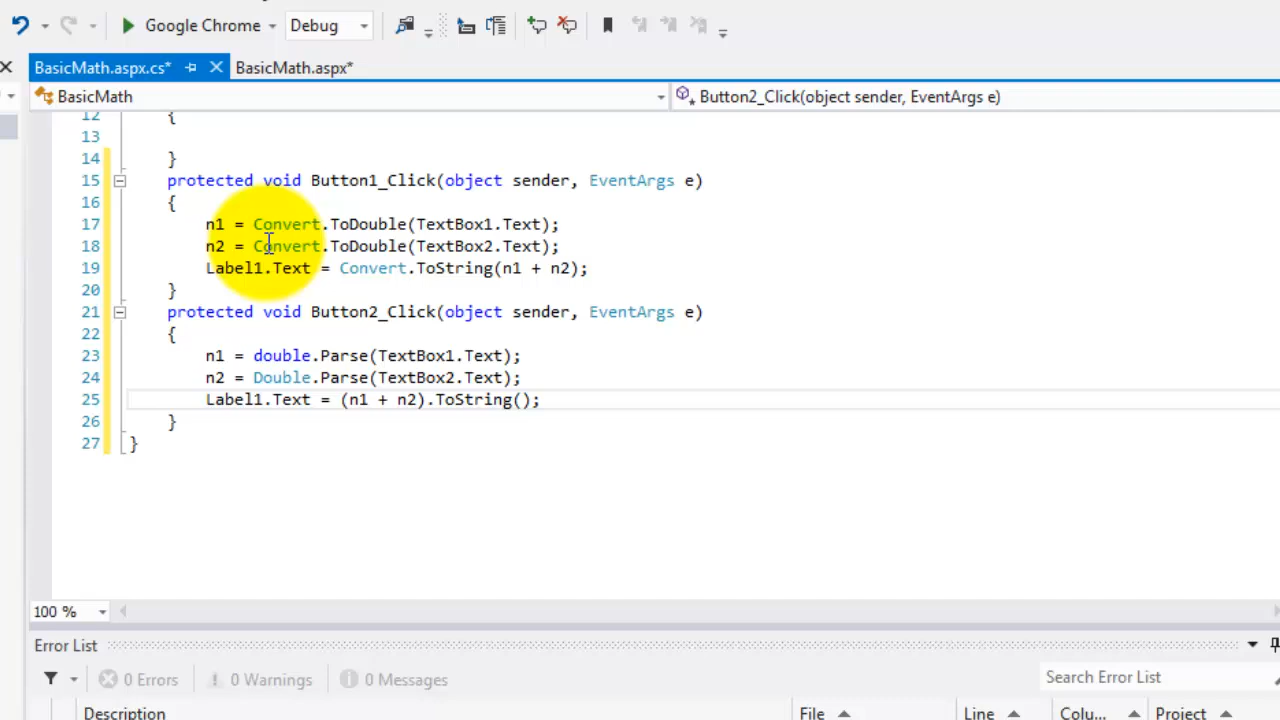 Google Chrome Debug
BasicMath.aspx.cs* BasicMath.aspx*
BasicMath Button2_Click(object sender, EventArgs e)
12 {
13
14 }
15 protected void Button1_Click(object sender, EventArgs e)
16 {
17 n1 = Convert.ToDouble(TextBox1.Text);
18 n2 = Convert.ToDouble(TextBox2.Text);
19 Label1.Text = Convert.ToString(n1 + n2);
20 }
21 protected void Button2_Click(object sender, EventArgs e)
22 {
23 n1 = double.Parse(TextBox1.Text);
24 n2 = Double.Parse(TextBox2.Text);
25 Label1.Text = (n1 + n2).ToString();
26 }
27 }
100 %
Error List
0 Errors 0 Warnings 0 Messages Search Error List
Description File Line Colu... Project